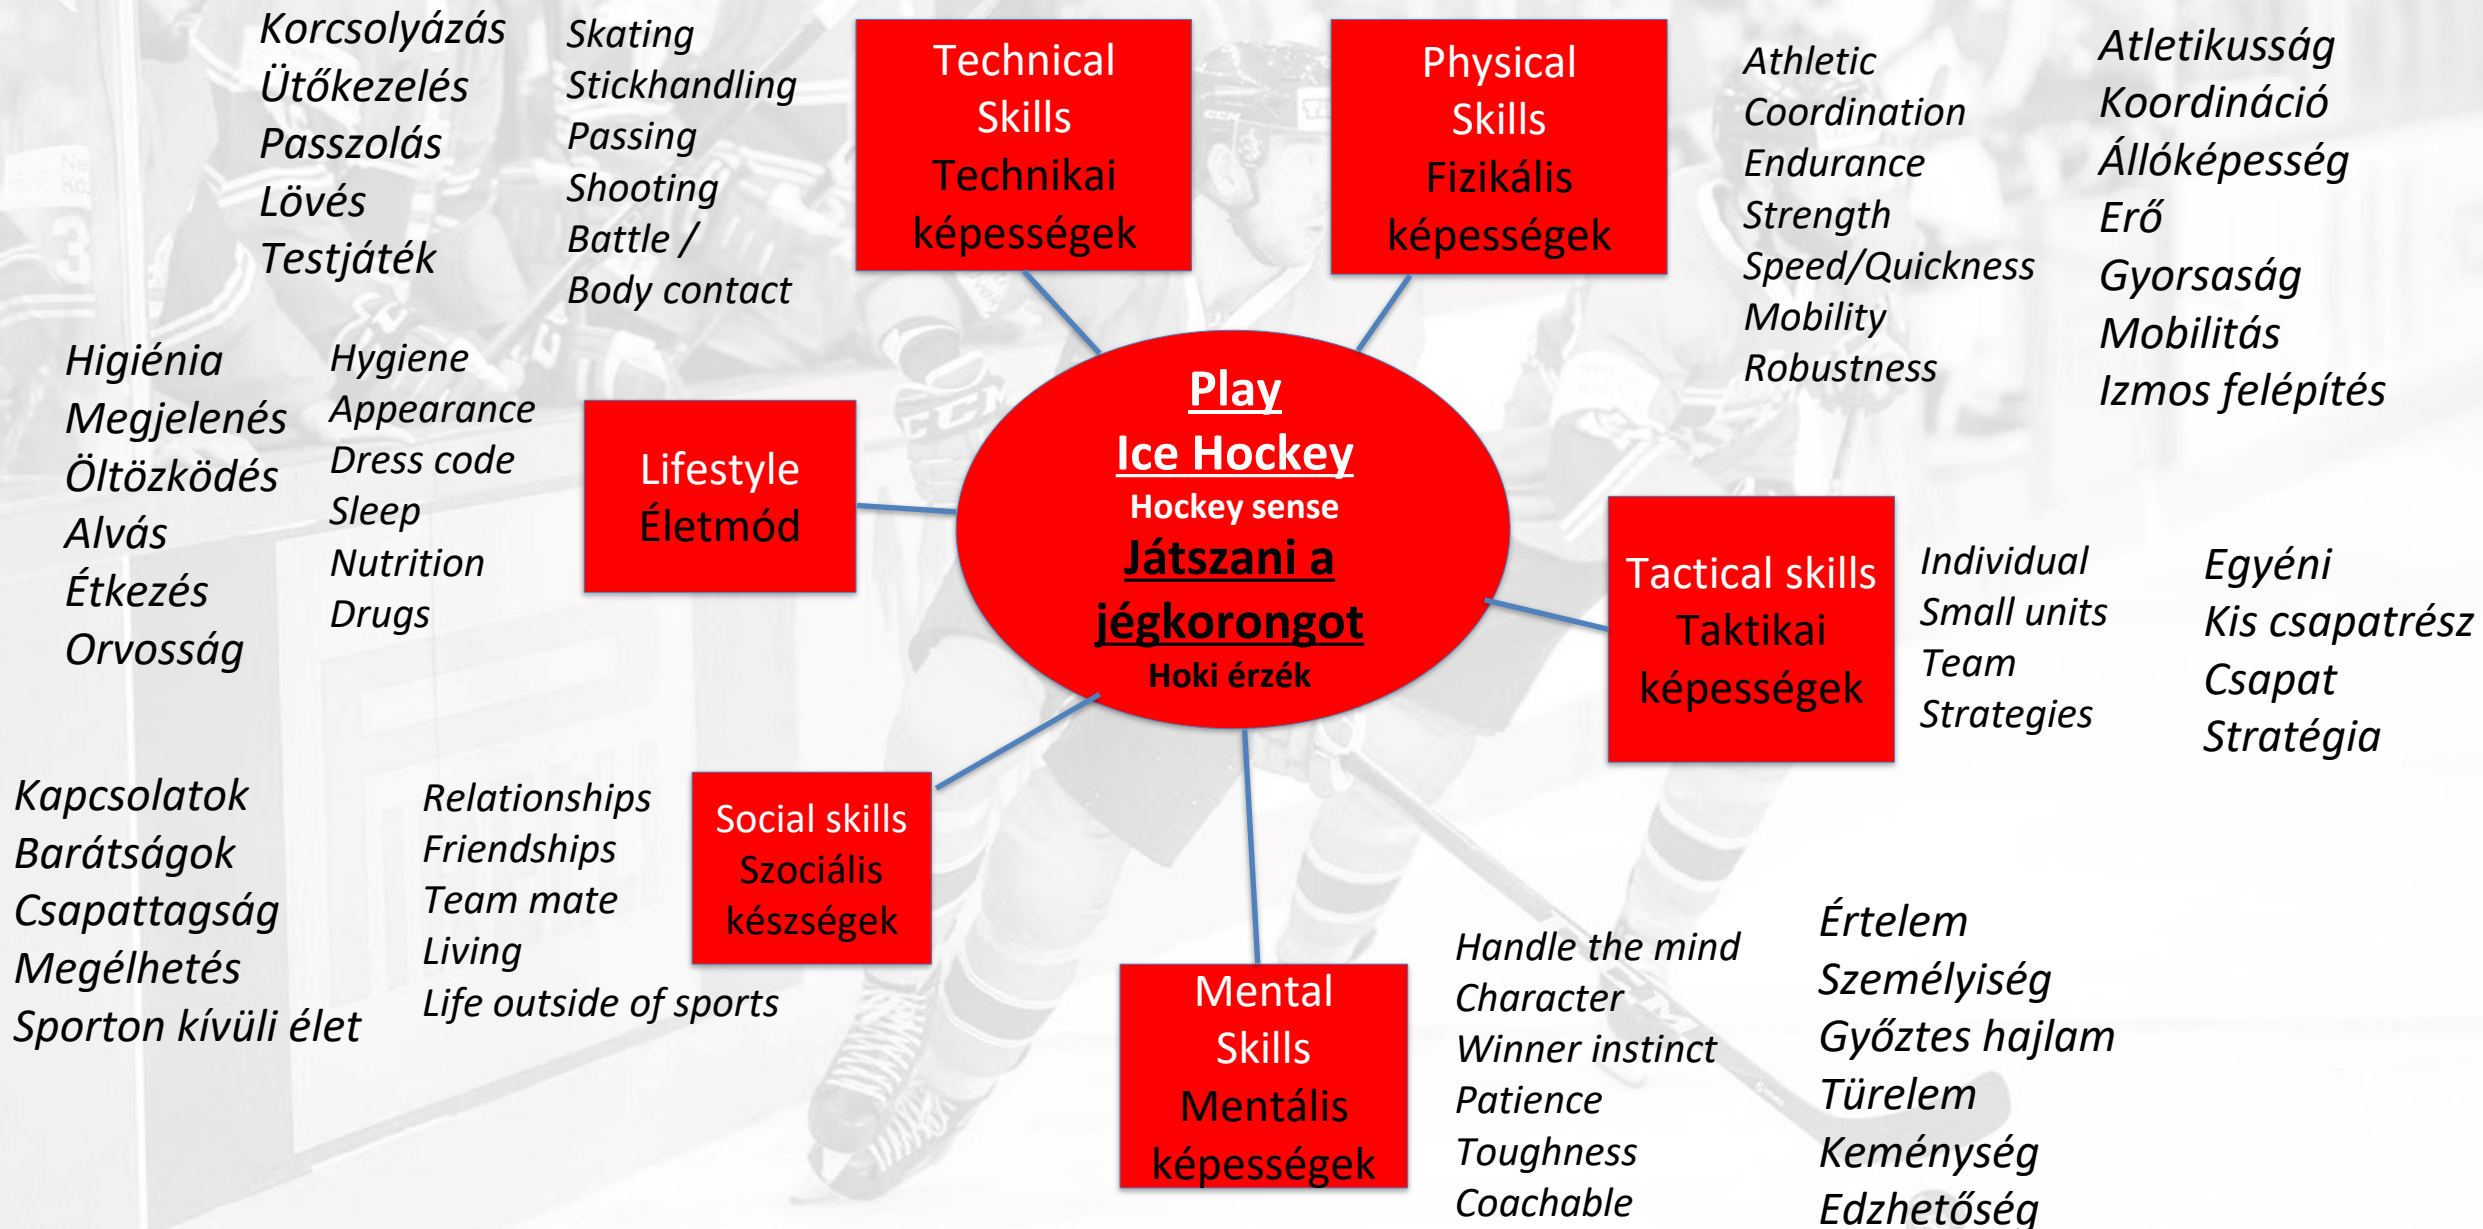 Korcsolyázás
Ütőkezelés
Passzolás
Lövés
Testjáték
Skating
Stickhandling
Passing
Shooting
Battle /
Body contact
Technical
Skills
Technikai
képességek
Physical
Skills
Fizikális
képességek
Athletic
Coordination
Endurance
Strength
Speed/Quickness
Mobility
Robustness
Atletikusság
Koordináció
Állóképesség
Erő
Gyorsaság
Mobilitás
Izmos felépítés
Higiénia
Megjelenés
Öltözködés
Alvás
Étkezés
Orvosság
Hygiene
Appearance
Dress code
Sleep
Nutrition
Drugs
Lifestyle
Életmód
Play
Ice Hockey
Hockey sense
Játszani a
jégkorongot
Hoki érzék
Tactical skills
Taktikai
képességek
Individual
Small units
Team
Strategies
Egyéni
Kis csapatrész
Csapat
Stratégia
Kapcsolatok
Barátságok
Csapattagság
Megélhetés
Sporton kívüli élet
Relationships
Friendships
Team mate
Living
Life outside of sports
Social skills
Szociális
készségek
Mental
Skills
Mentális
képességek
Handle the mind
Character
Winner instinct
Patience
Toughness
Coachable
Értelem
Személyiség
Győztes hajlam
Türelem
Keménység
Edzhetőség
CCM